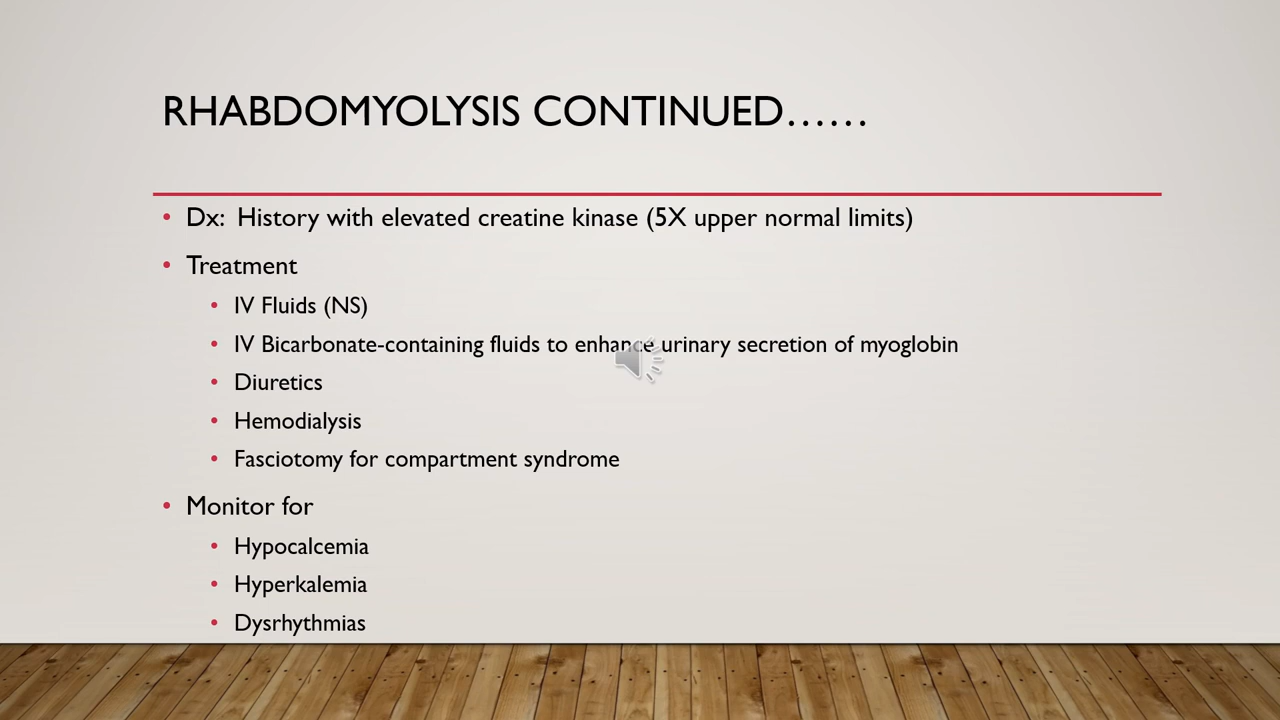 RHABDOMYOLYSIS CONTINUED……
• Dx: History with elevated creatine kinase (5X upper normal limits)
• Treatment
• IV Fluids (NS)
• IV Bicarbonate-containing fluids to enhance urinary secretion of myoglobin
• Diuretics
• Hemodialysis
• Fasciotomy for compartment syndrome
• Monitor for
• Hypocalcemia
• Hyperkalemia
• Dysrhythmias